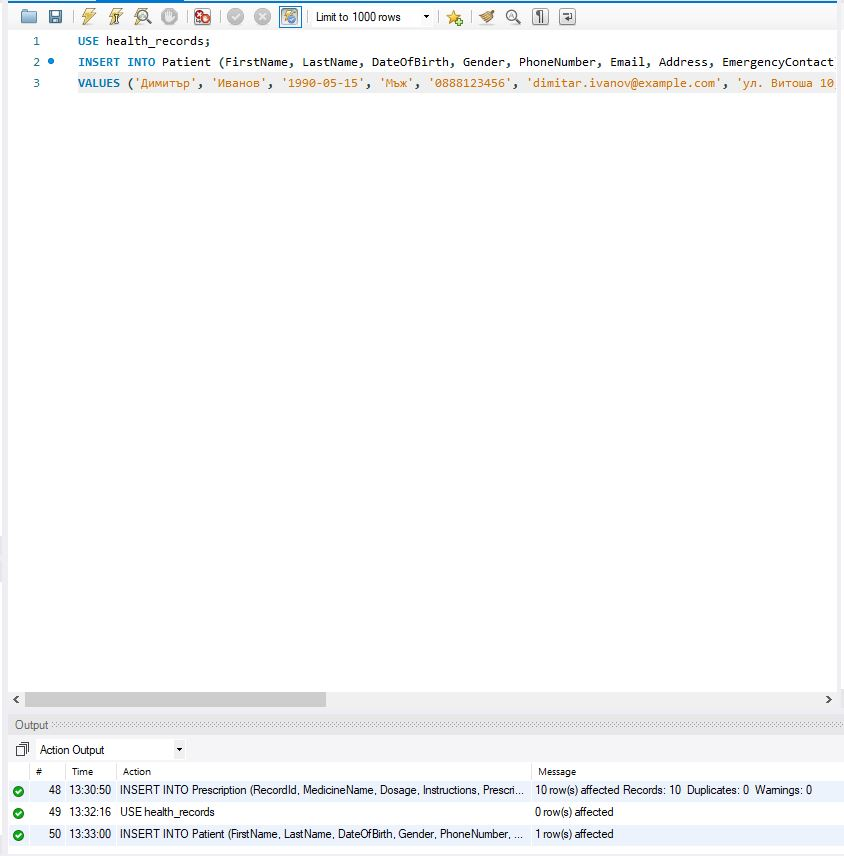 Limit to 1000 rows
1 USE health_records;
2 INSERT INTO Patient (FirstName, LastName, DateOfBirth, Gender, PhoneNumber, Email, Address, EmergencyContact
3 VALUES ('Димитър', 'Иванов', '1990-05-15', 'Мъж', '0888123456', 'dimitar.ivanov@example.com', 'ул. Витоша 10
Output
Action Output
# Time Action Message
48 13:30:50 INSERT INTO Prescription (RecordId, MedicineName, Dosage, Instructions, Prescri... 10 row(s) affected Records: 10 Duplicates: 0 Warnings: 0
49 13:32:16 USE health_records 0 row(s) affected
50 13:33:00 INSERT INTO Patient (FirstName, LastName, DateOfBirth, Gender, PhoneNumber, ... 1 row(s) affected